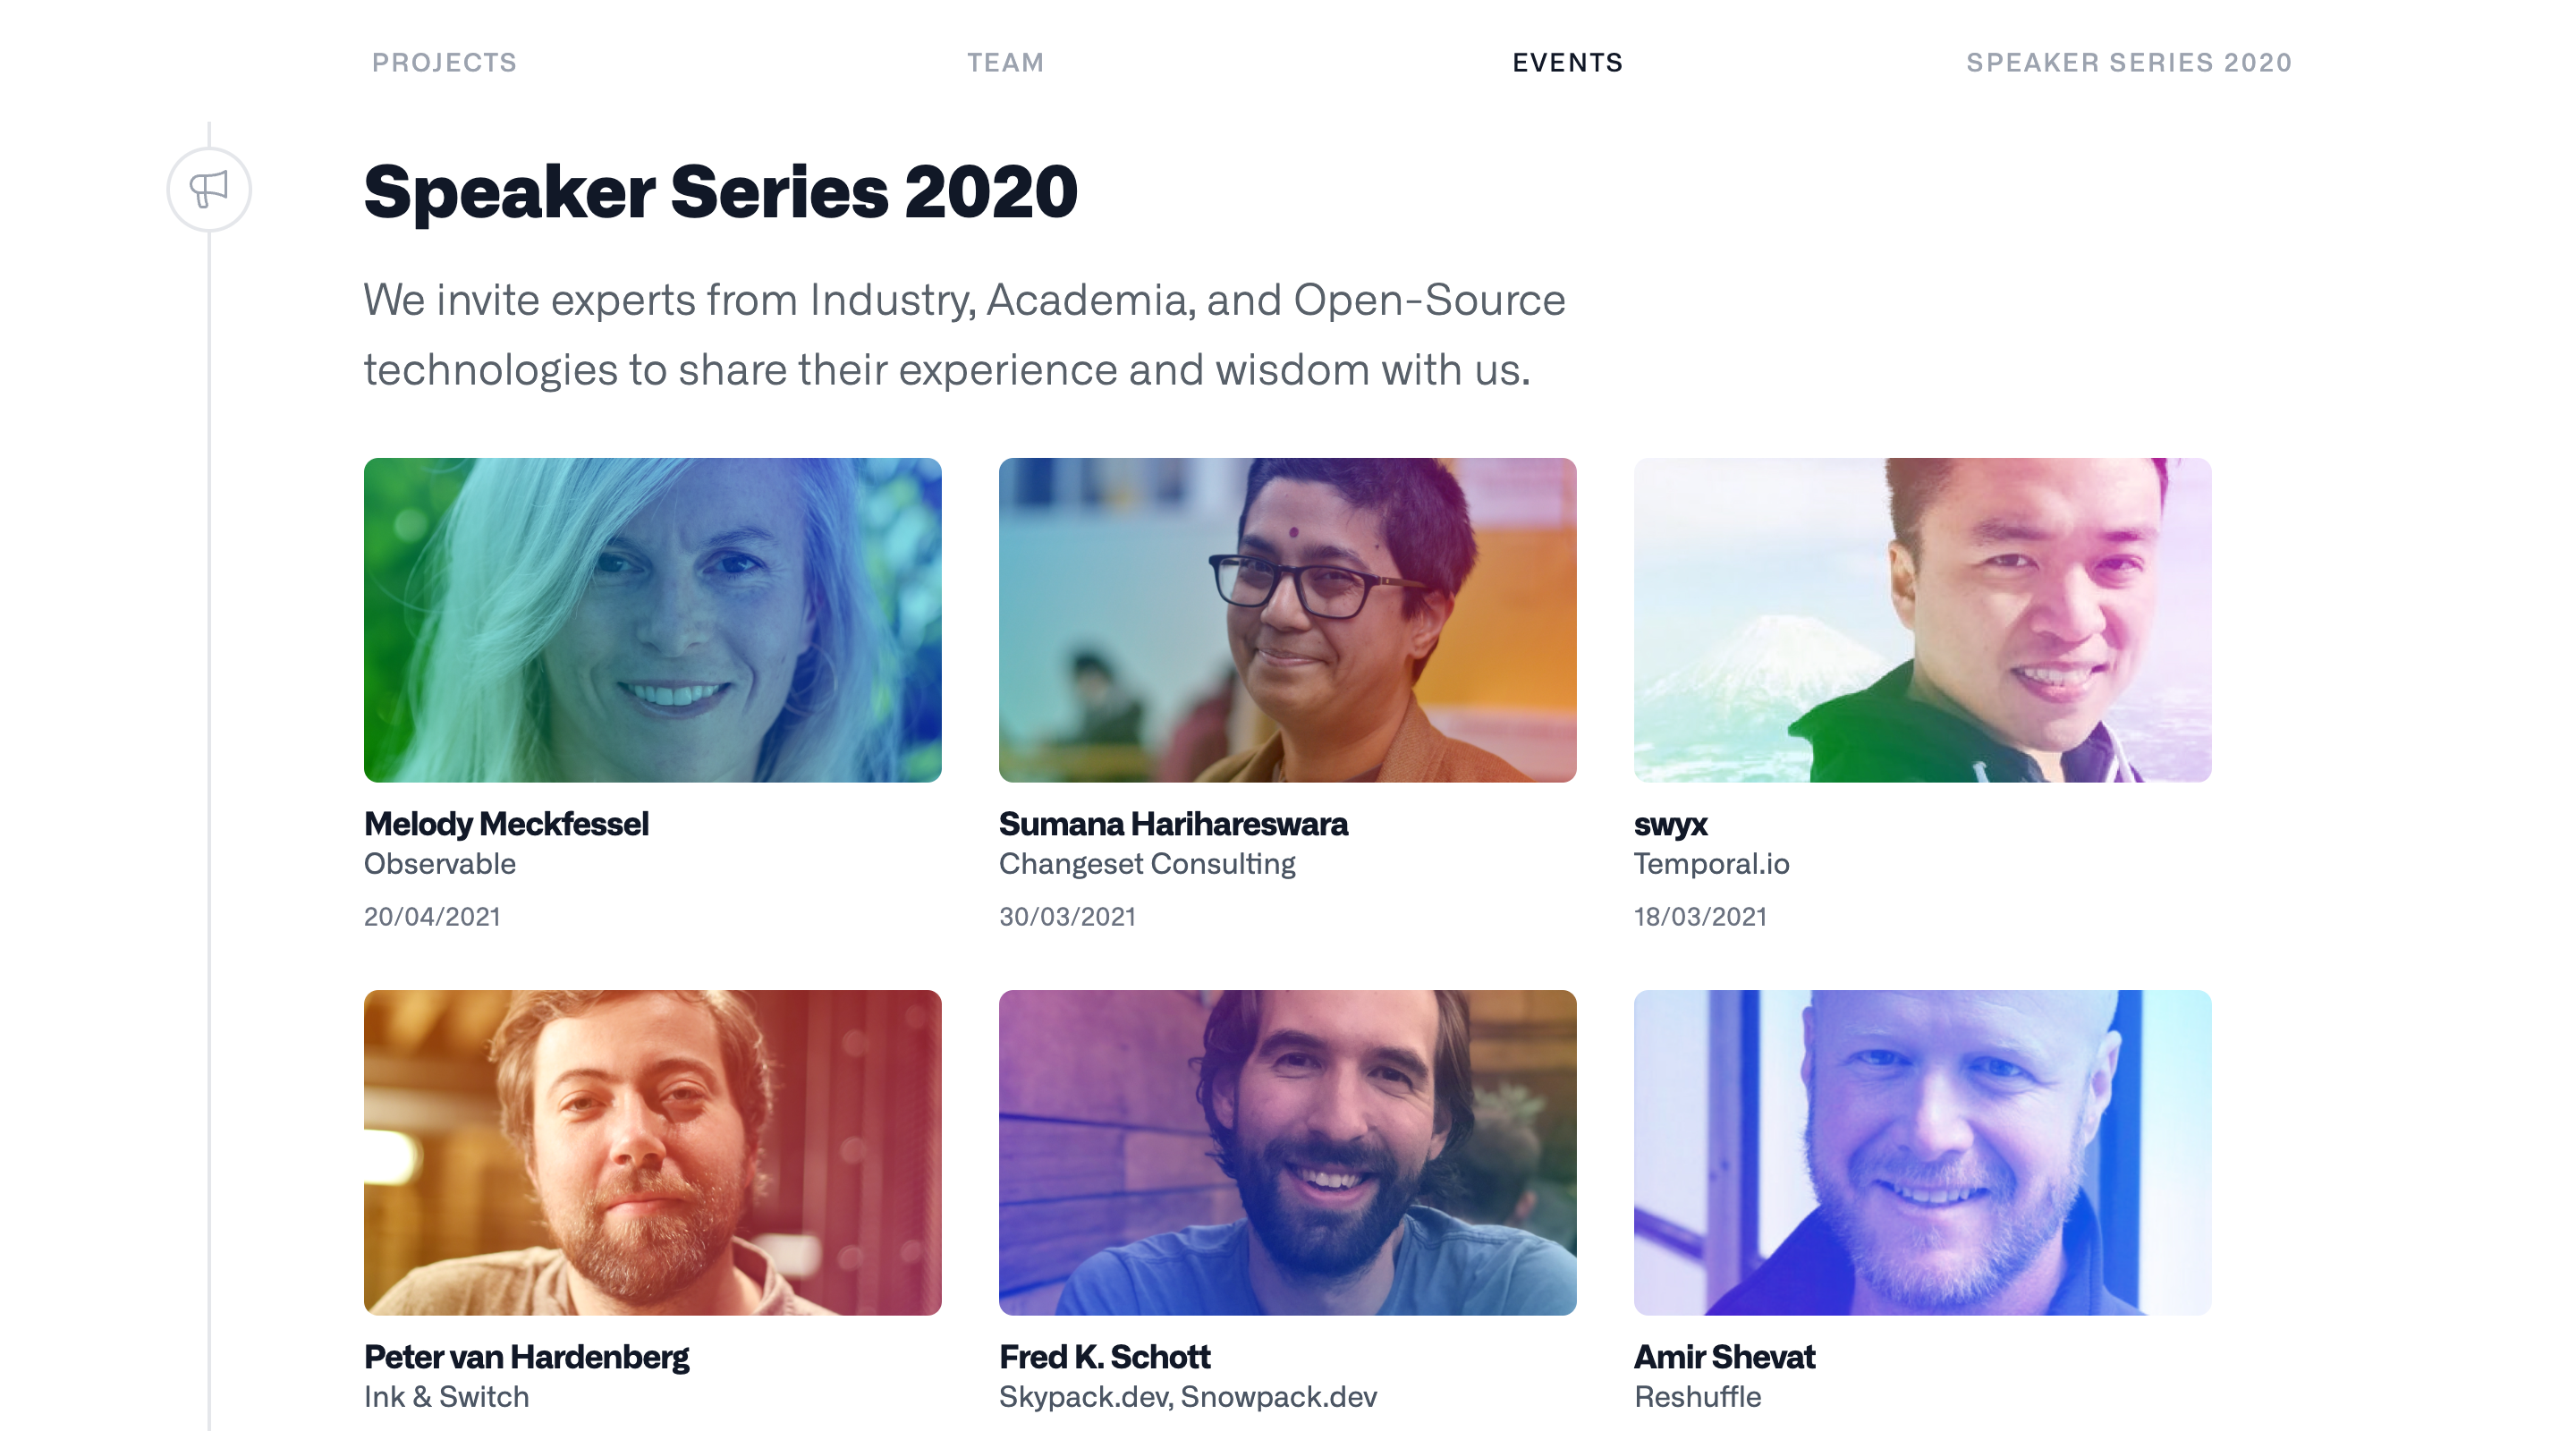 PROJECTS
TEAM
EVENTS
SPEAKER SERIES 2020
Speaker Series 2020
We invite experts from Industry, Academia, and Open-Source
technologies to share their experience and wisdom with us.
Melody Meckfessel
Observable
20/04/2021
Sumana Harihareswara
Changeset Consulting
30/03/2021
swyx
Temporal.io
18/03/2021
Peter van Hardenberg
Ink & Switch
Fred K. Schott
Skypack.dev, Snowpack.dev
Amir Shevat
Reshuffle